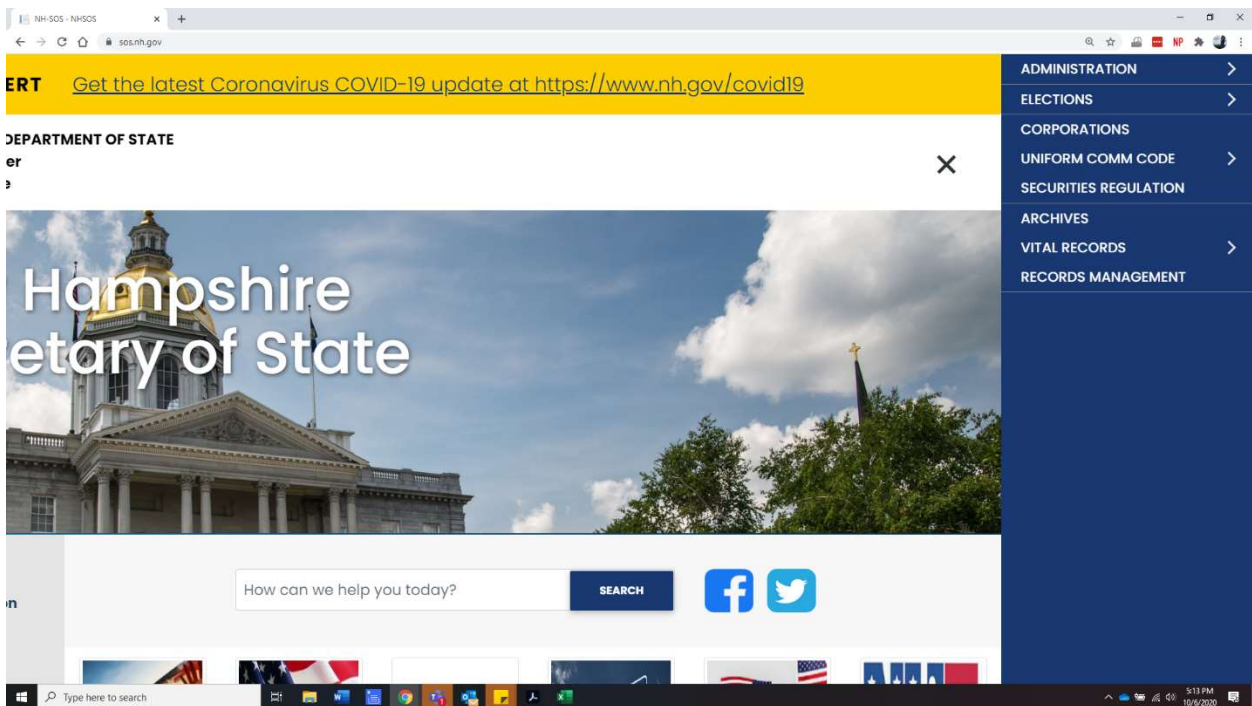 NH-SOS - NHSOS
sos.nh.gov
NP
ERT Get the latest Coronavirus COVID-19 update at https://www.nh.gov/covid19
DEPARTMENT OF STATE
er
e
Hampshire
etary of State
ADMINISTRATION
ELECTIONS
CORPORATIONS
UNIFORM COMM CODE
SECURITIES REGULATION
ARCHIVES
VITAL RECORDS
RECORDS MANAGEMENT
on
How can we help you today?
SEARCH
Type here to search
5:13 PM
10/6/2020